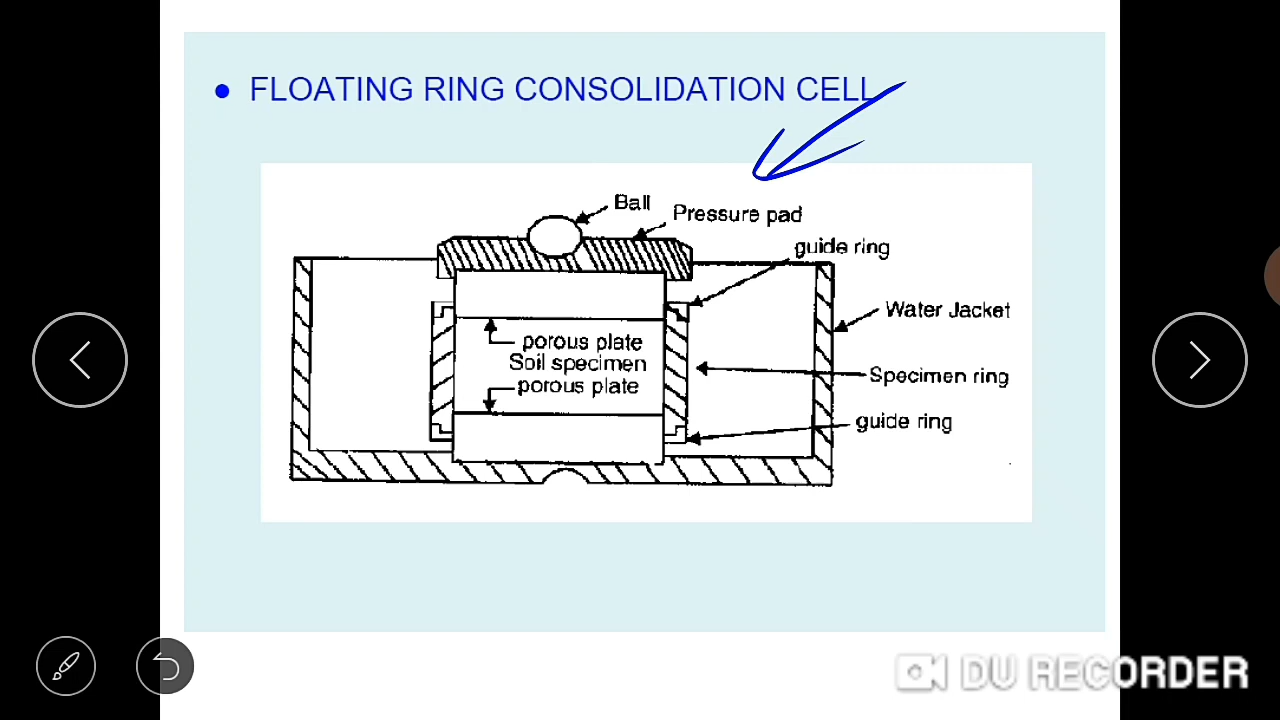 FLOATING RING CONSOLIDATION CELL
Ball
Pressure pad
guide ring
Water Jacket
porous plate
Soil specimen
porous plate
Specimen ring
guide ring
DU RECORDER